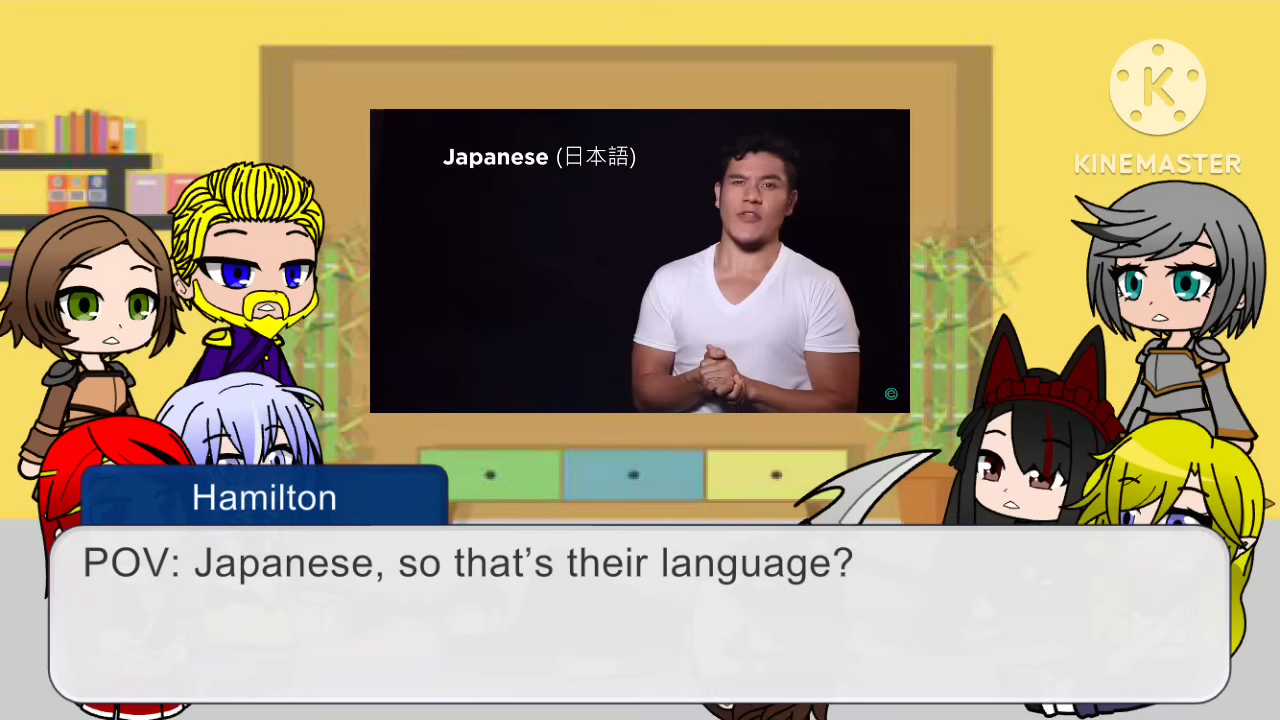 Japanese (日本語)
K
KINEMASTER
Hamilton
POV: Japanese, so that's their language?